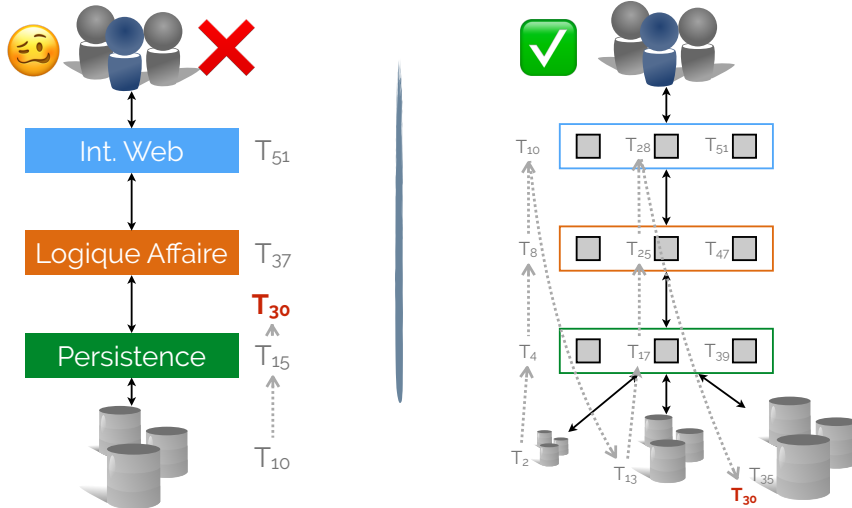 Int. Web
T51
Logique Affaire
T37
T30
Persistence
T15
T10
T10
T28
T51
T8
T25
T47
T4
T17
T39
T2
T13
T35
T30